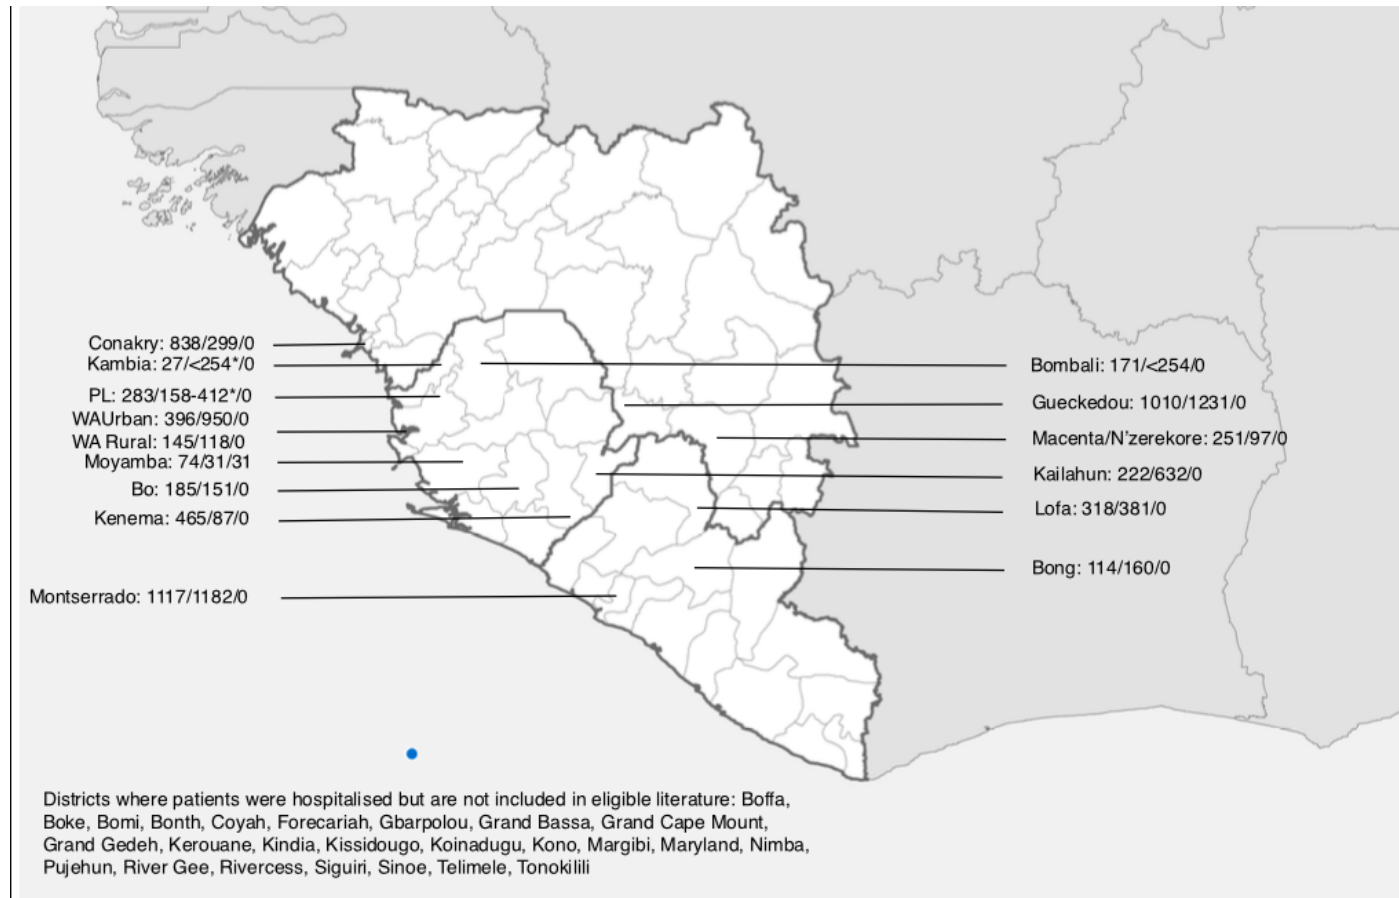 Conakry: 838/299/0
Kambia: 27/<254*/0
PL: 283/158-412*/0
WAUrban: 396/950/0
WA Rural: 145/118/0
Moyamba: 74/31/31
Bo: 185/151/0
Kenema: 465/87/0
Montserrado: 1117/1182/0
Bombali: 171/<254/0
Gueckedou: 1010/1231/0
Macenta/N'zerekore: 251/97/0
Kailahun: 222/632/0
Lofa: 318/381/0
Bong: 114/160/0
Districts where patients were hospitalised but are not included in eligible literature: Boffa,
Boke, Bomi, Bonth, Coyah, Forecariah, Gbarpolou, Grand Bassa, Grand Cape Mount,
Grand Gedeh, Kerouane, Kindia, Kissidougo, Koinadugu, Kono, Margibi, Maryland, Nimba,
Pujehun, River Gee, Rivercess, Siguiri, Sinoe, Telimele, Tonokilili